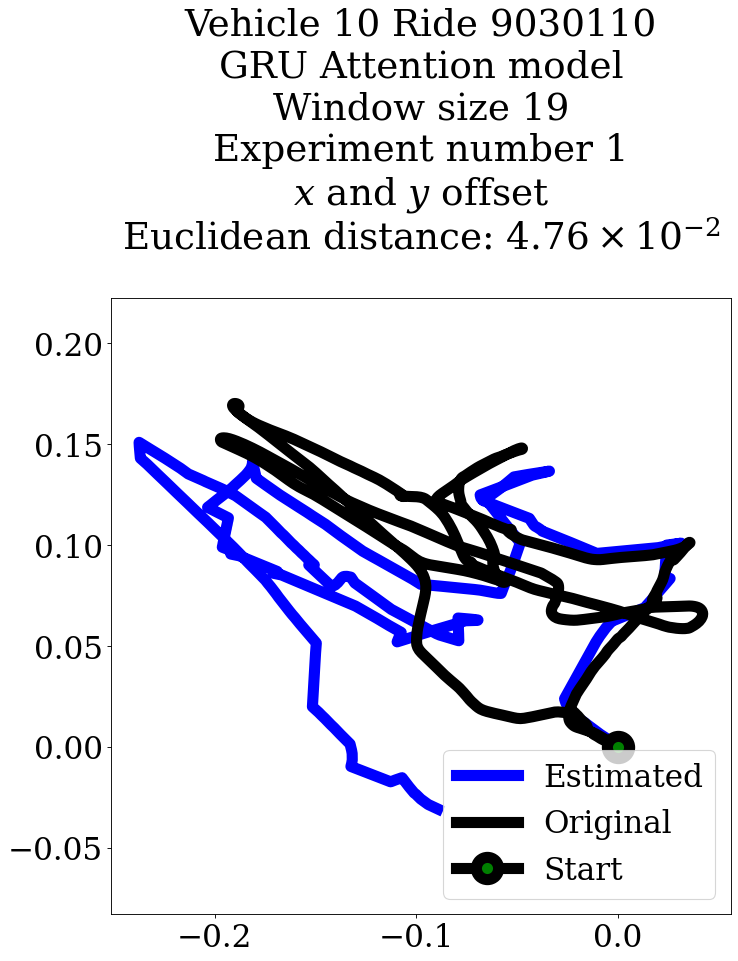 Vehicle 10 Ride 9030110
GRU Attention model
Window size 19
Experiment number 1
x and y offset
Euclidean distance: 4.76 × 10⁻²
0.20
0.15
0.10
0.05
0.00
−0.05
−0.2
−0.1
0.0
Estimated
Original
Start